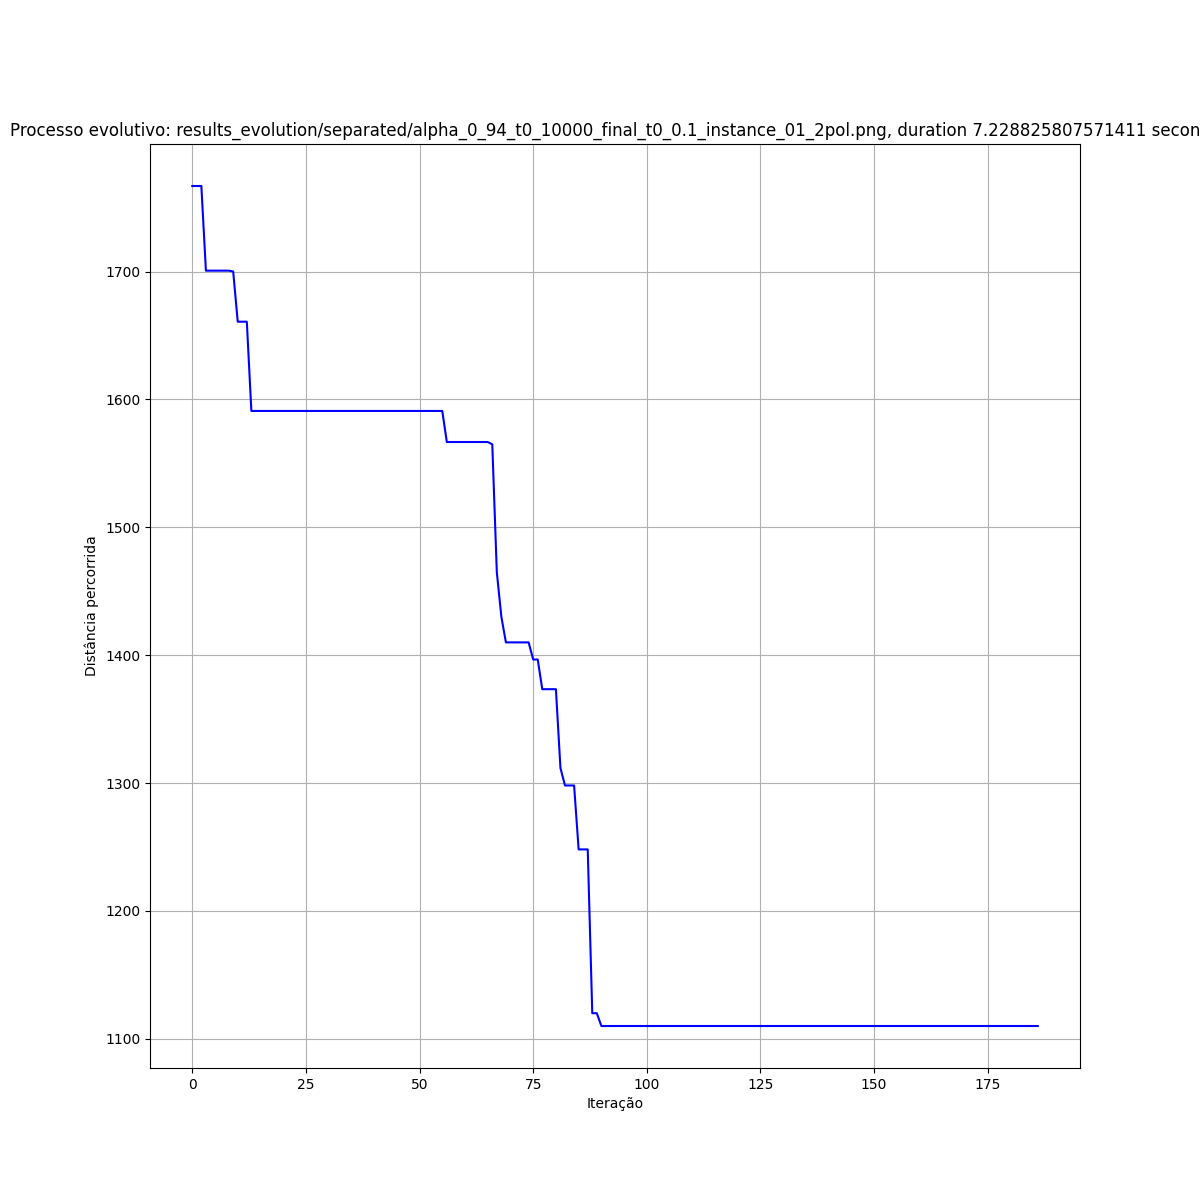 Processo evolutivo: results_evolution/separated/alpha_0_94_t0_10000_final_t0_0.1_instance_01_2pol.png, duration 7.228825807571411 secon
1700
1600
1500
1400
1300
1200
1100
Distância percorrida
0 25 50 75 100 125 150 175
Iteração